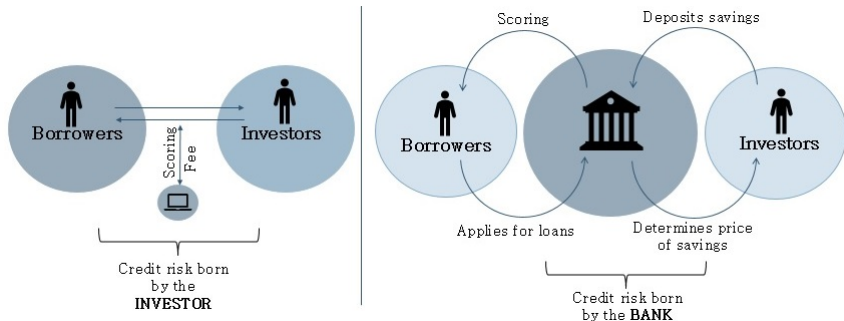 Borrowers
Investors
Scoring
Fee
Credit risk born
by the
INVESTOR
Scoring
Deposits savings
Borrowers
Investors
Applies for loans
Determines price
of savings
Credit risk born
by the BANK